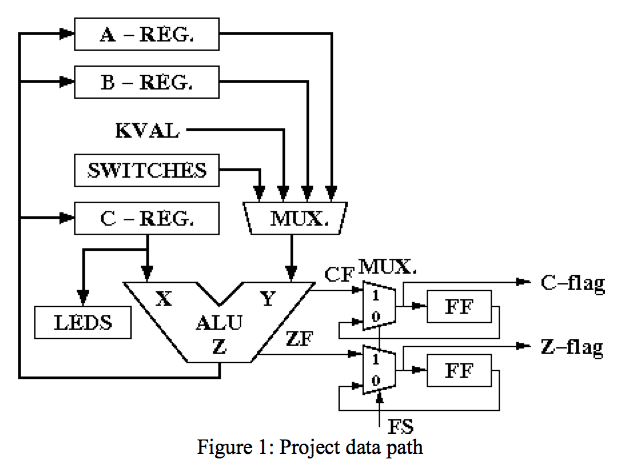 A – REG.
B – REG.
KVAL
SWITCHES
C – REG.
MUX.
LEDS
X
Y
ALU
Z
CF
MUX.
1
0
FF
C–flag
ZF
1
0
FF
Z–flag
FS
Figure 1: Project data path